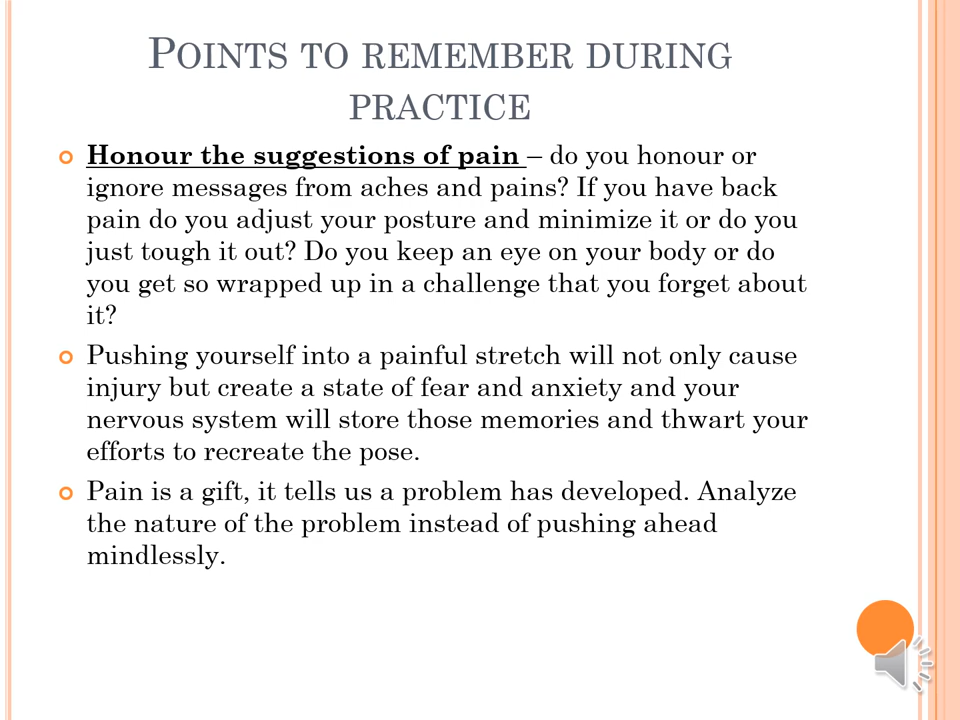 POINTS TO REMEMBER DURING
PRACTICE
Honour the suggestions of pain – do you honour or
ignore messages from aches and pains? If you have back
pain do you adjust your posture and minimize it or do you
just tough it out? Do you keep an eye on your body or do
you get so wrapped up in a challenge that you forget about
it?
Pushing yourself into a painful stretch will not only cause
injury but create a state of fear and anxiety and your
nervous system will store those memories and thwart your
efforts to recreate the pose.
Pain is a gift, it tells us a problem has developed. Analyze
the nature of the problem instead of pushing ahead
mindlessly.